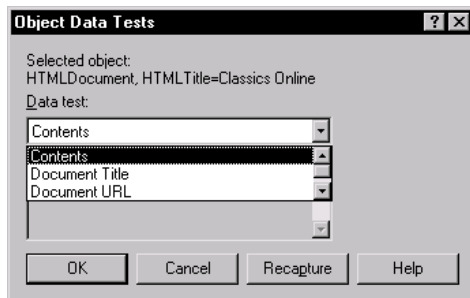 Object Data Tests
Selected object:
HTMLDocument, HTMLTitle=Classics Online
Data test:
Contents
Contents
Document Title
Document URL
OK Cancel Recapture Help